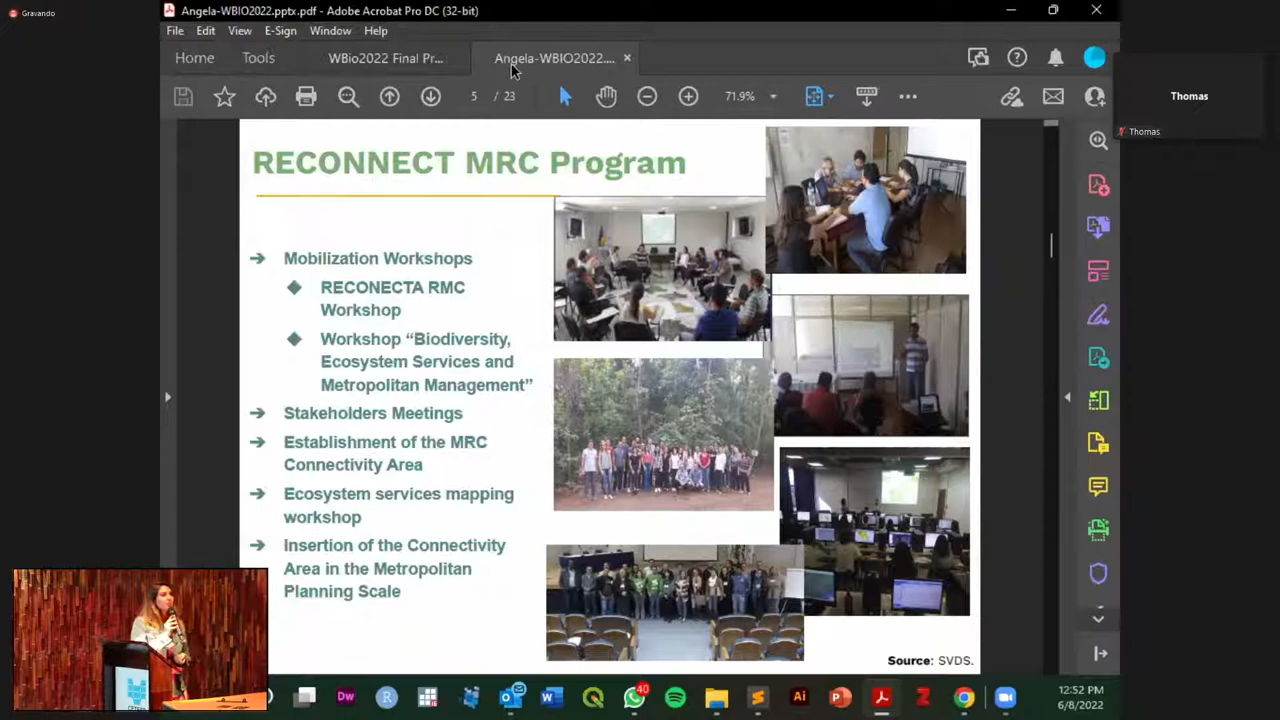 Gravando
Angela-WBIO2022.pptx.pdf - Adobe Acrobat Pro DC (32-bit)
File Edit View E-Sign Window Help
Home Tools WBio2022 Final Pr... Angela-WBIO2022....
5 / 23 71.9%
Thomas
Thomas
RECONNECT MRC Program
Mobilization Workshops
RECONECTA RMC
Workshop
Workshop “Biodiversity,
Ecosystem Services and
Metropolitan Management”
Stakeholders Meetings
Establishment of the MRC
Connectivity Area
Ecosystem services mapping
workshop
Insertion of the Connectivity
Area in the Metropolitan
Planning Scale
Source: SVDS.
Dw
R
40
Ai
12:52 PM
6/8/2022